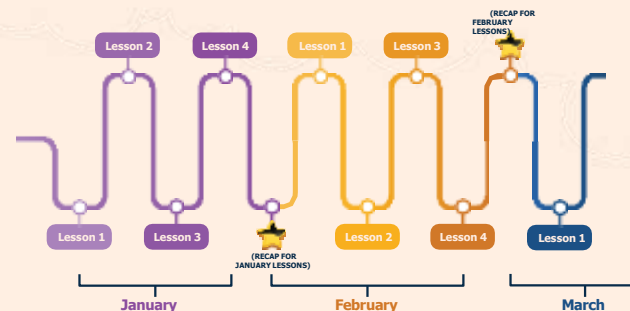 (RECAP FOR
FEBRUARY
LESSONS)
Lesson 2
Lesson 4
Lesson 1
Lesson 3
Lesson 1
Lesson 3
Lesson 2
Lesson 4
Lesson 1
(RECAP FOR
JANUARY LESSONS)
January
February
March